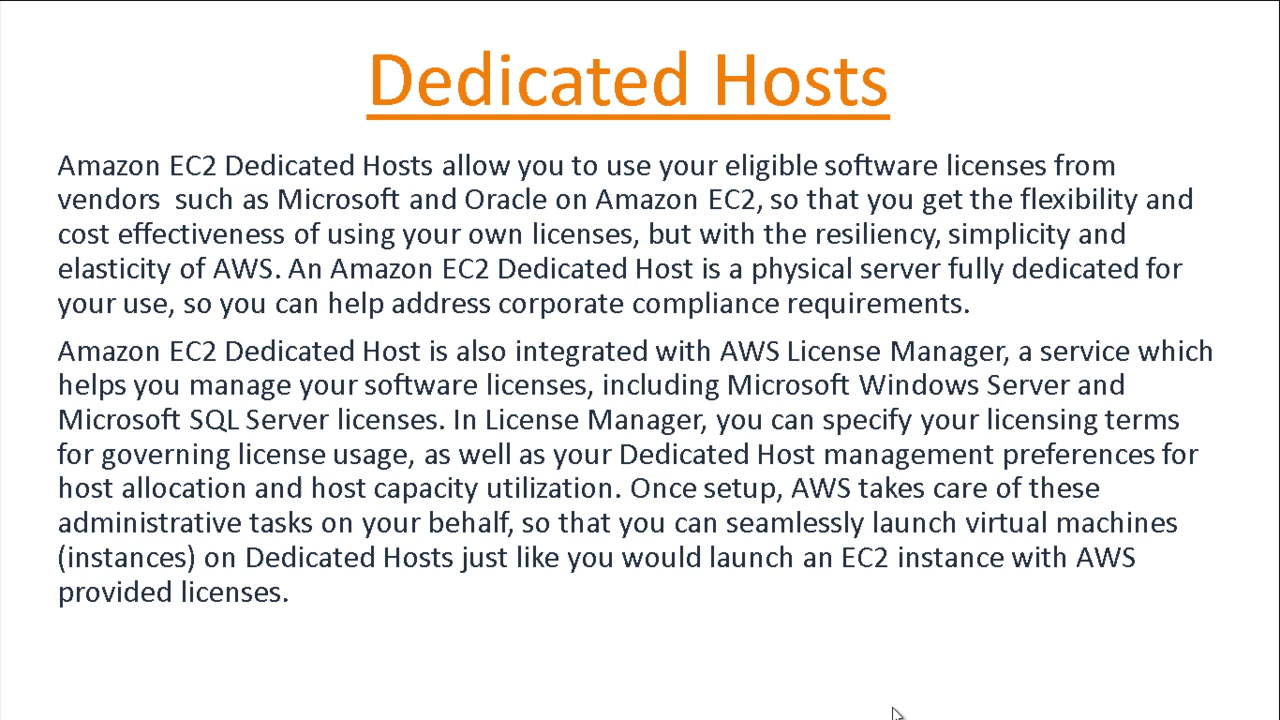 Dedicated Hosts
Amazon EC2 Dedicated Hosts allow you to use your eligible software licenses from
vendors  such as Microsoft and Oracle on Amazon EC2, so that you get the flexibility and
cost effectiveness of using your own licenses, but with the resiliency, simplicity and
elasticity of AWS. An Amazon EC2 Dedicated Host is a physical server fully dedicated for
your use, so you can help address corporate compliance requirements.
Amazon EC2 Dedicated Host is also integrated with AWS License Manager, a service which
helps you manage your software licenses, including Microsoft Windows Server and
Microsoft SQL Server licenses. In License Manager, you can specify your licensing terms
for governing license usage, as well as your Dedicated Host management preferences for
host allocation and host capacity utilization. Once setup, AWS takes care of these
administrative tasks on your behalf, so that you can seamlessly launch virtual machines
(instances) on Dedicated Hosts just like you would launch an EC2 instance with AWS
provided licenses.